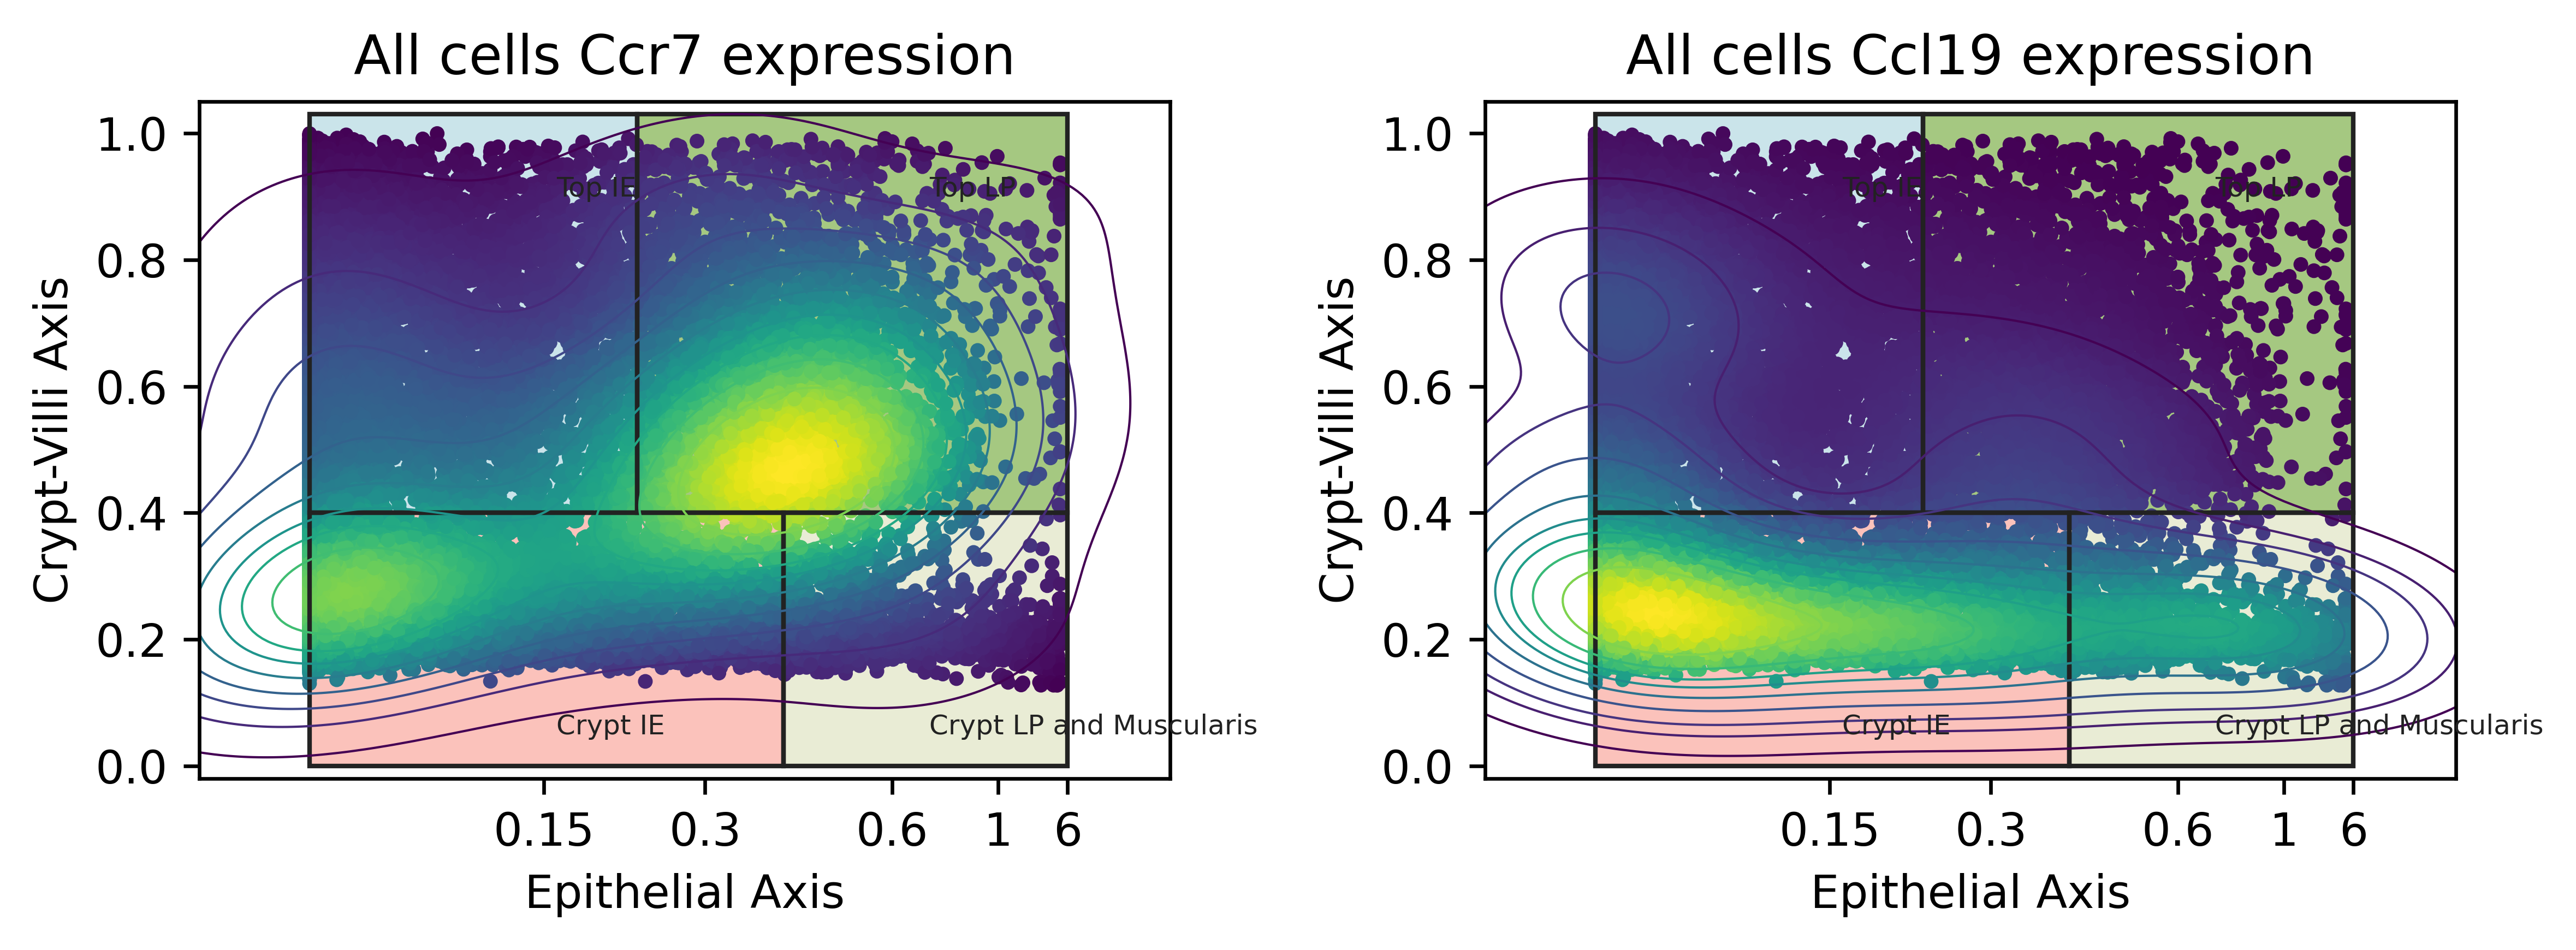 All cells Ccr7 expression
Crypt-Villi Axis
1.0
0.8
0.6
0.4
0.2
0.0
Top IE
Top LP
Crypt IE
Crypt LP and Muscularis
0.15
0.3
0.6
1
6
Epithelial Axis
All cells Ccl19 expression
Crypt-Villi Axis
1.0
0.8
0.6
0.4
0.2
0.0
Top IE
Top LP
Crypt IE
Crypt LP and Muscularis
0.15
0.3
0.6
1
6
Epithelial Axis